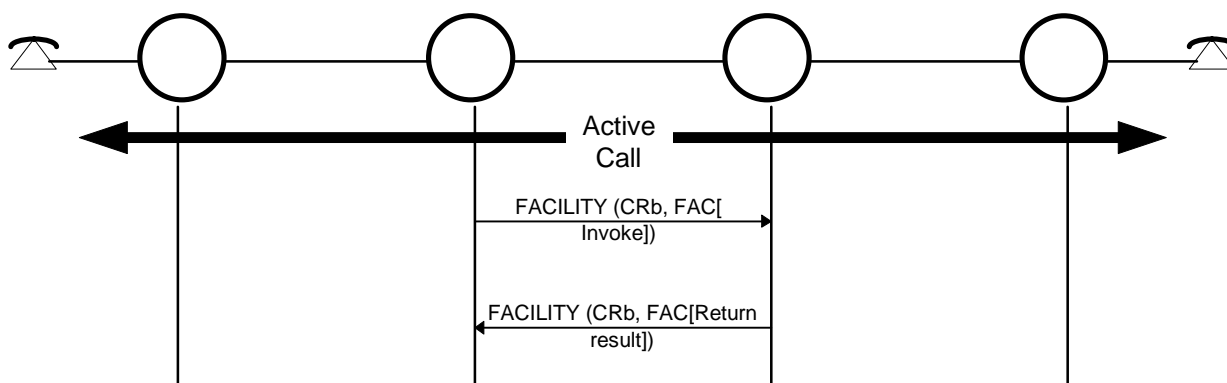 Active
Call
FACILITY (CRb, FAC[
Invoke])
FACILITY (CRb, FAC[Return
result])